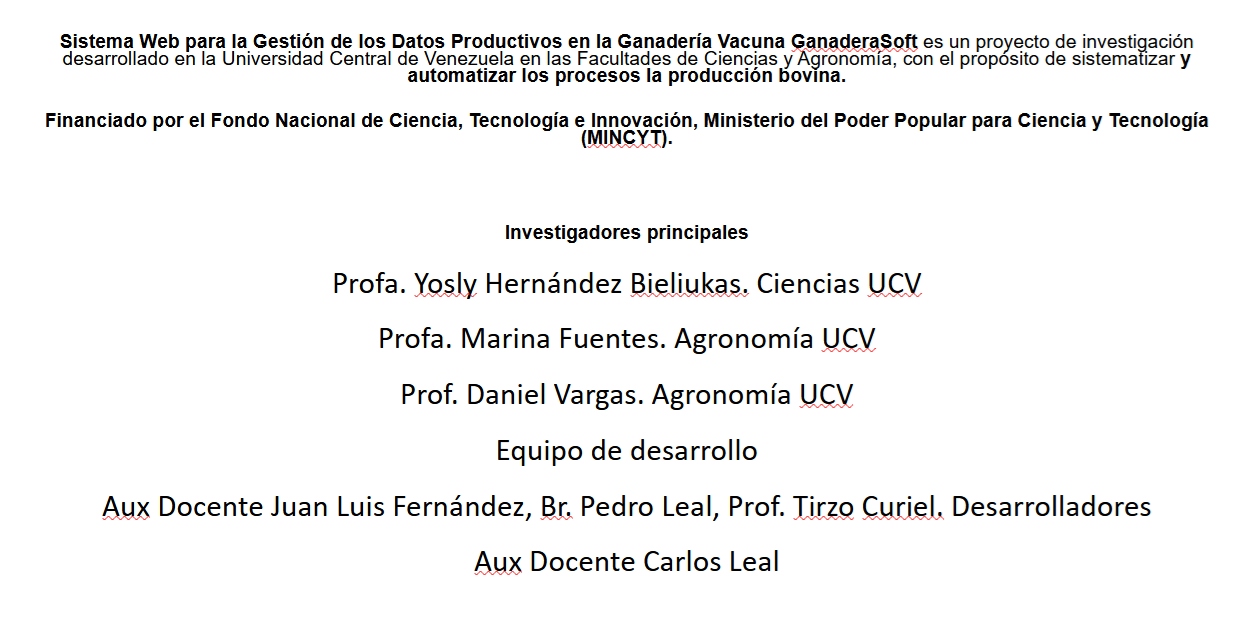 Sistema Web para la Gestión de los Datos Productivos en la Ganadería Vacuna GanaderaSoft es un proyecto de investigación
desarrollado en la Universidad Central de Venezuela en las Facultades de Ciencias y Agronomía, con el propósito de sistematizar y
automatizar los procesos la producción bovina.
Financiado por el Fondo Nacional de Ciencia, Tecnología e Innovación, Ministerio del Poder Popular para Ciencia y Tecnología
(MINCYT).
Investigadores principales
Profa. Yosly Hernández Bieliukas. Ciencias UCV
Profa. Marina Fuentes. Agronomía UCV
Prof. Daniel Vargas. Agronomía UCV
Equipo de desarrollo
Aux Docente Juan Luis Fernández, Br. Pedro Leal, Prof. Tirzo Curiel. Desarrolladores
Aux Docente Carlos Leal